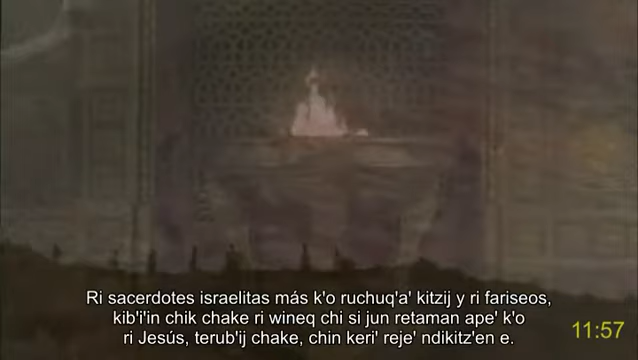 Ri sacerdotes israelitas más k'o ruchuq'a' kitzij y ri fariseos,
kib'i'in chik chake ri wineq chi si jun retaman ape' k'o
ri Jesús, terub'ij chake, chin keri' reje' ndikitz'en e.
11:57